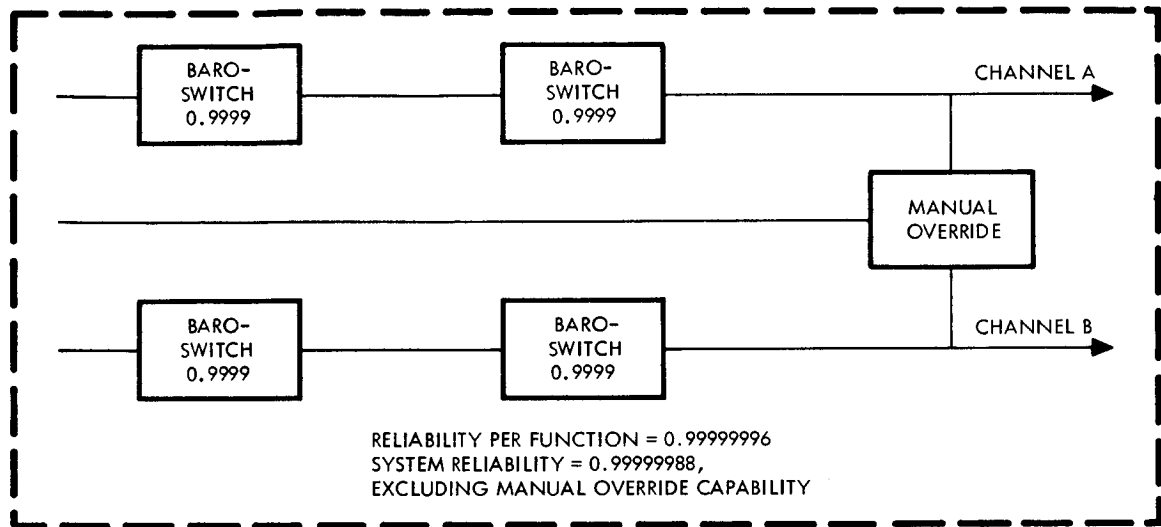 BARO-
SWITCH
0.9999
BARO-
SWITCH
0.9999
CHANNEL A
MANUAL
OVERRIDE
BARO-
SWITCH
0.9999
BARO-
SWITCH
0.9999
CHANNEL B
RELIABILITY PER FUNCTION = 0.99999996
SYSTEM RELIABILITY = 0.99999988,
EXCLUDING MANUAL OVERRIDE CAPABILITY